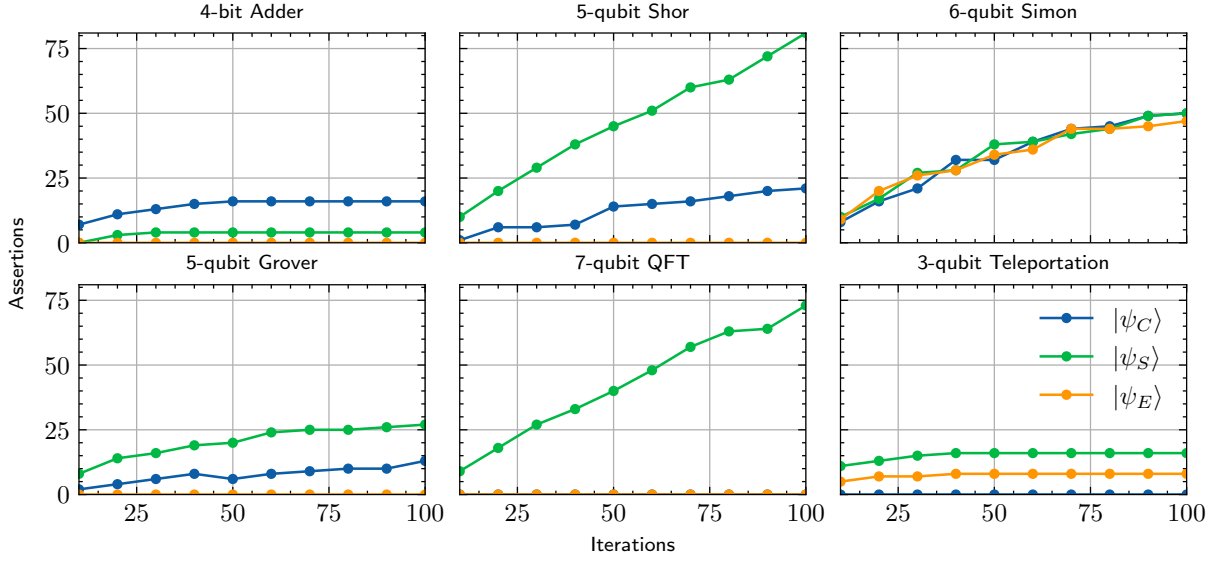 4-bit Adder
5-qubit Shor
6-qubit Simon
75
50
25
0
Assertions
5-qubit Grover
7-qubit QFT
3-qubit Teleportation
75
50
25
0
|ψ_C⟩
|ψ_S⟩
|ψ_E⟩
25 50 75 100
25 50 75 100
25 50 75 100
Iterations